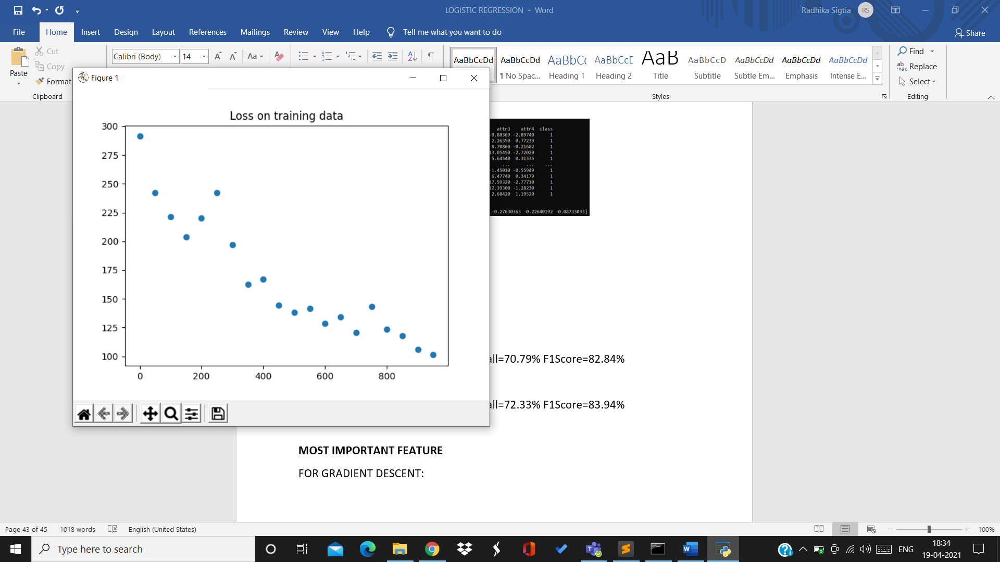 LOGISTIC REGRESSION - Word
Radhika Sigtia RS
File Home Insert Design Layout References Mailings Review View Help Tell me what you want to do Share
Paste
Cut
Copy
Format
Clipboard
Calibri (Body) 14
Aa
AaBbCcDd
AaBbCcDd
¶ No Spac...
AaBbCc
Heading 1
AaBbCcD
Heading 2
AaB
Title
AaBbCcD
Subtitle
AaBbCcDd
Subtle Em...
AaBbCcDd
Emphasis
AaBbCcDd
Intense E...
Styles
Find
Replace
Select
Editing
Figure 1
Loss on training data
300
275
250
225
200
175
150
125
100
0 200 400 600 800
attr3 attr4 class
-0.88369 -2.89740 1
2.26350 0.77239 1
8.70860 -0.21682 1
13.05450 -2.72020 1
5.64540 0.31335 1
... ... ...
-1.45010 -0.55949 1
6.47740 0.34179 1
17.59320 -2.77710 1
12.39300 -1.28230 1
2.68420 1.19520 1
-0.27630363 -0.22640192 -0.08733033]
all=70.79% F1Score=82.84%
all=72.33% F1Score=83.94%
MOST IMPORTANT FEATURE
FOR GRADIENT DESCENT:
Page 43 of 45 1018 words English (United States) 100%
Type here to search
ENG
18:34
19-04-2021